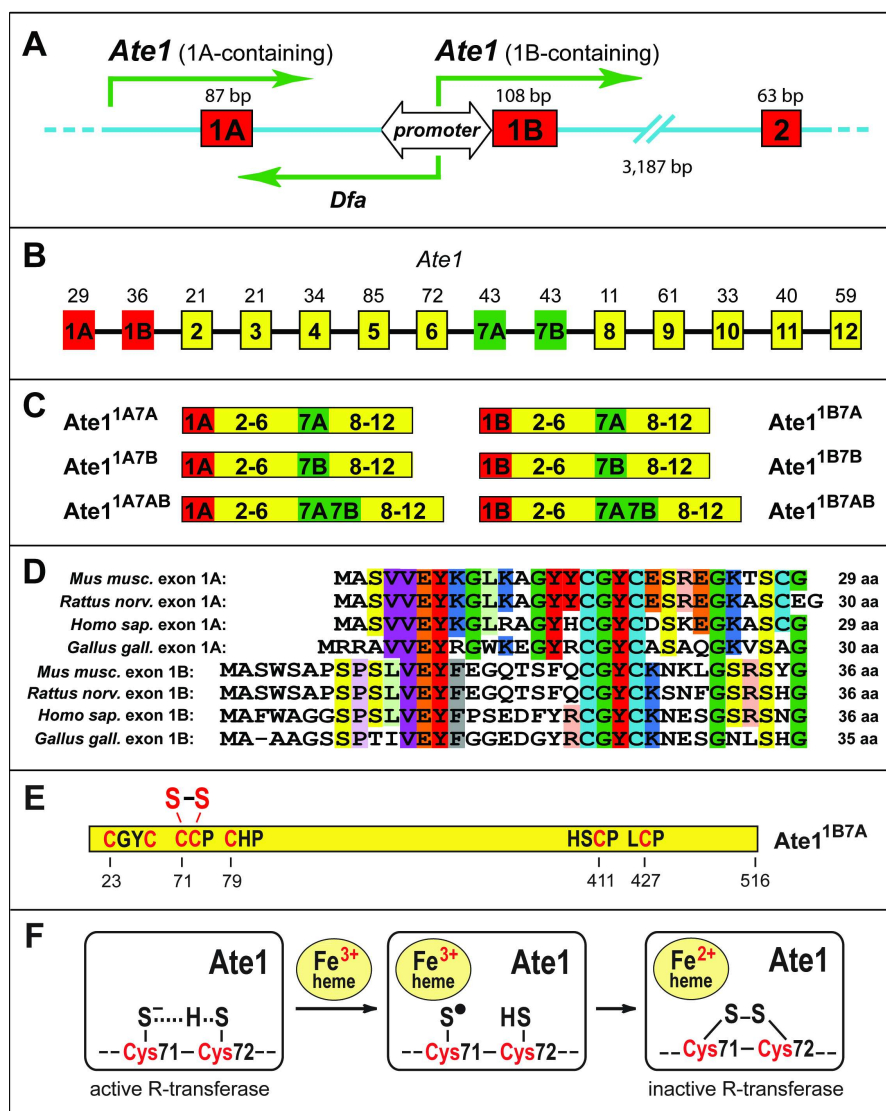 A
Ate1 (1A-containing)
Ate1 (1B-containing)
87 bp
108 bp
63 bp
1A
promoter
1B
2
3,187 bp
Dfa
B
Ate1
29 36 21 21 34 85 72 43 43 11 61 33 40 59
1A 1B 2 3 4 5 6 7A 7B 8 9 10 11 12
C
Ate1^1A7A 1A 2-6 7A 8-12 1B 2-6 7A 8-12 Ate1^1B7A
Ate1^1A7B 1A 2-6 7B 8-12 1B 2-6 7B 8-12 Ate1^1B7B
Ate1^1A7AB 1A 2-6 7A 7B 8-12 1B 2-6 7A 7B 8-12 Ate1^1B7AB
D
Mus musc. exon 1A: MASVVEYKGLKAGYYCGYCESREGKTSCG 29 aa
Rattus norv. exon 1A: MASVVEYKGLKAGYYCGYCESREGKASCEG 30 aa
Homo sap. exon 1A: MASVVEYKGLRAGYHCGYCDSKEGKASCG 29 aa
Gallus gall. exon 1A: MRRAVVEYRGWKEGYRCGYCASAQGKVSAG 30 aa
Mus musc. exon 1B: MASWSAPSPSLVEYFEGQTSFQCGYCKNKLGSRSYG 36 aa
Rattus norv. exon 1B: MASWSAPSPSLVEYFEGQTSFQCGYCKSNFGSRSYG 36 aa
Homo sap. exon 1B: MAFWAGGSPSLVEYFPSEDFYRCGYCKNESGSRSNG 36 aa
Gallus gall. exon 1B: MA-AAGSSPTIVEYFGGEDGYRCGYCKNESGNLSHG 35 aa
E
S-S
CGYC CCP CHP HSCP LCP Ate1^1B7A
23 71 79 411 427 516
F
Ate1
Fe3+
heme
Fe3+
heme
Ate1
Fe2+
heme
Ate1
S⁻·····H··S
S● HS
S-S
--Cys71–Cys72--
--Cys71–Cys72--
--Cys71–Cys72--
active R-transferase
inactive R-transferase